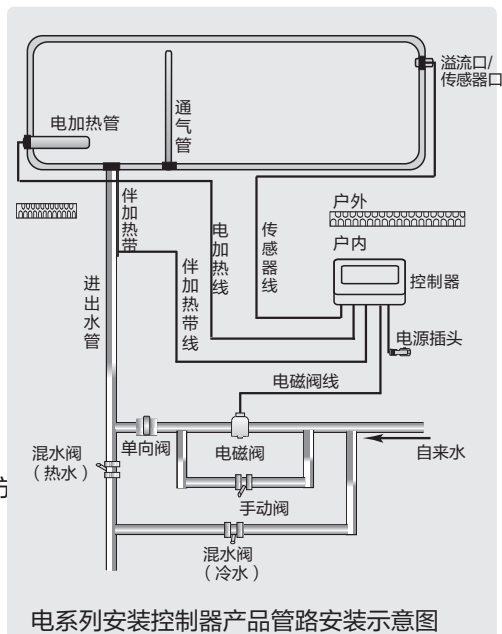 溢流口/
传感器口
电加热管
通气管
伴加热带
电加热线
传感器线
户外
户内
伴加热带线
控制器
进出水管
电源插头
电磁阀线
单向阀
电磁阀
自来水
混水阀
（热水）
手动阀
混水阀
（冷水）
电系列安装控制器产品管路安装示意图